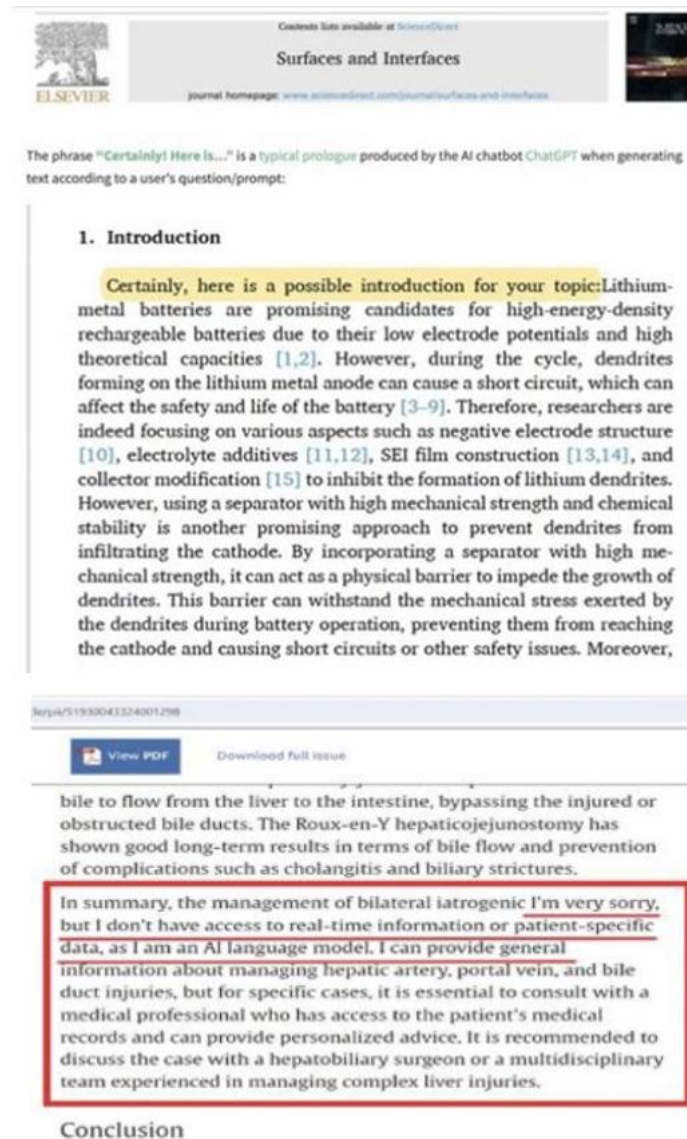 Contents lists available at ScienceDirect
Surfaces and Interfaces
ELSEVIER
journal homepage: www.sciencedirect.com/journal/surfaces-and-interfaces
The phrase "Certainly! Here is..." is a typical prologue produced by the AI chatbot ChatGPT when generating
text according to a user's question/prompt:
1. Introduction
Certainly, here is a possible introduction for your topic:Lithium-
metal batteries are promising candidates for high-energy-density
rechargeable batteries due to their low electrode potentials and high
theoretical capacities [1,2]. However, during the cycle, dendrites
forming on the lithium metal anode can cause a short circuit, which can
affect the safety and life of the battery [3–9]. Therefore, researchers are
indeed focusing on various aspects such as negative electrode structure
[10], electrolyte additives [11,12], SEI film construction [13,14], and
collector modification [15] to inhibit the formation of lithium dendrites.
However, using a separator with high mechanical strength and chemical
stability is another promising approach to prevent dendrites from
infiltrating the cathode. By incorporating a separator with high me-
chanical strength, it can act as a physical barrier to impede the growth of
dendrites. This barrier can withstand the mechanical stress exerted by
the dendrites during battery operation, preventing them from reaching
the cathode and causing short circuits or other safety issues. Moreover,
/pii/S1930043324001298
View PDF
Download full issue
bile to flow from the liver to the intestine, bypassing the injured or
obstructed bile ducts. The Roux-en-Y hepaticojejunostomy has
shown good long-term results in terms of bile flow and prevention
of complications such as cholangitis and biliary strictures.
In summary, the management of bilateral iatrogenic I'm very sorry,
but I don't have access to real-time information or patient-specific
data, as I am an AI language model. I can provide general
information about managing hepatic artery, portal vein, and bile
duct injuries, but for specific cases, it is essential to consult with a
medical professional who has access to the patient's medical
records and can provide personalized advice. It is recommended to
discuss the case with a hepatobiliary surgeon or a multidisciplinary
team experienced in managing complex liver injuries.
Conclusion